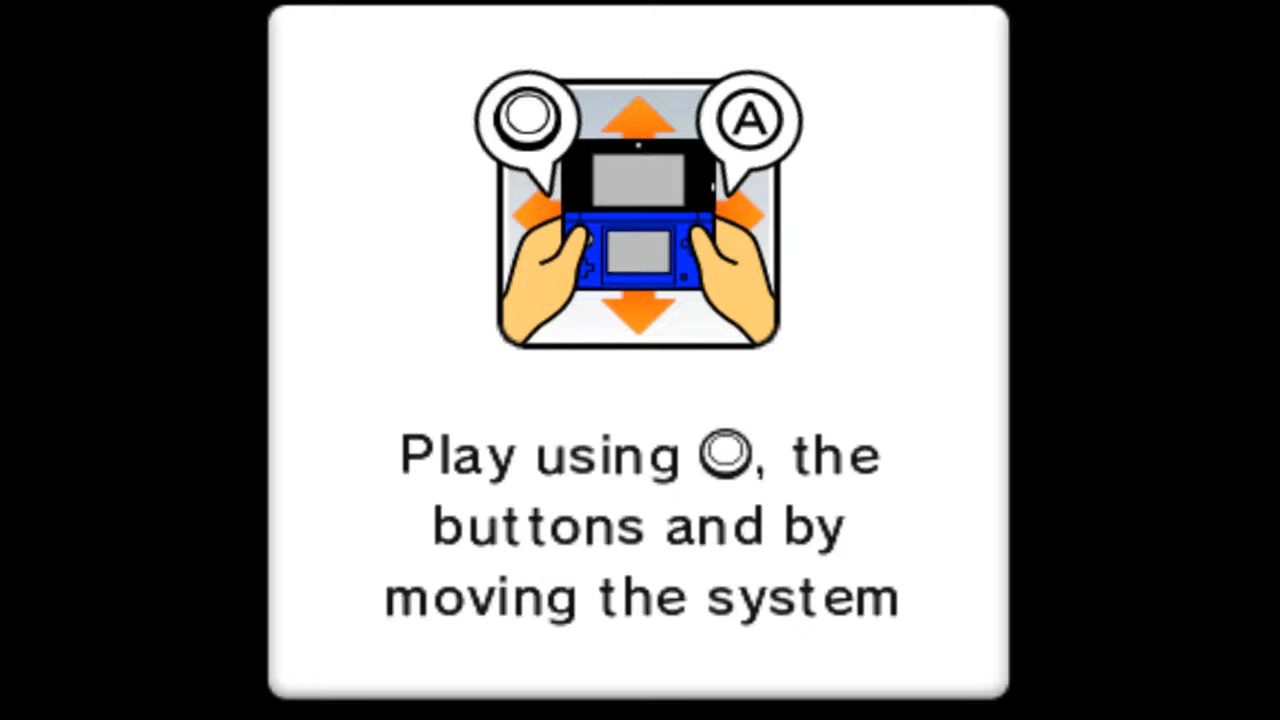 A
Play using , the
buttons and by
moving the system